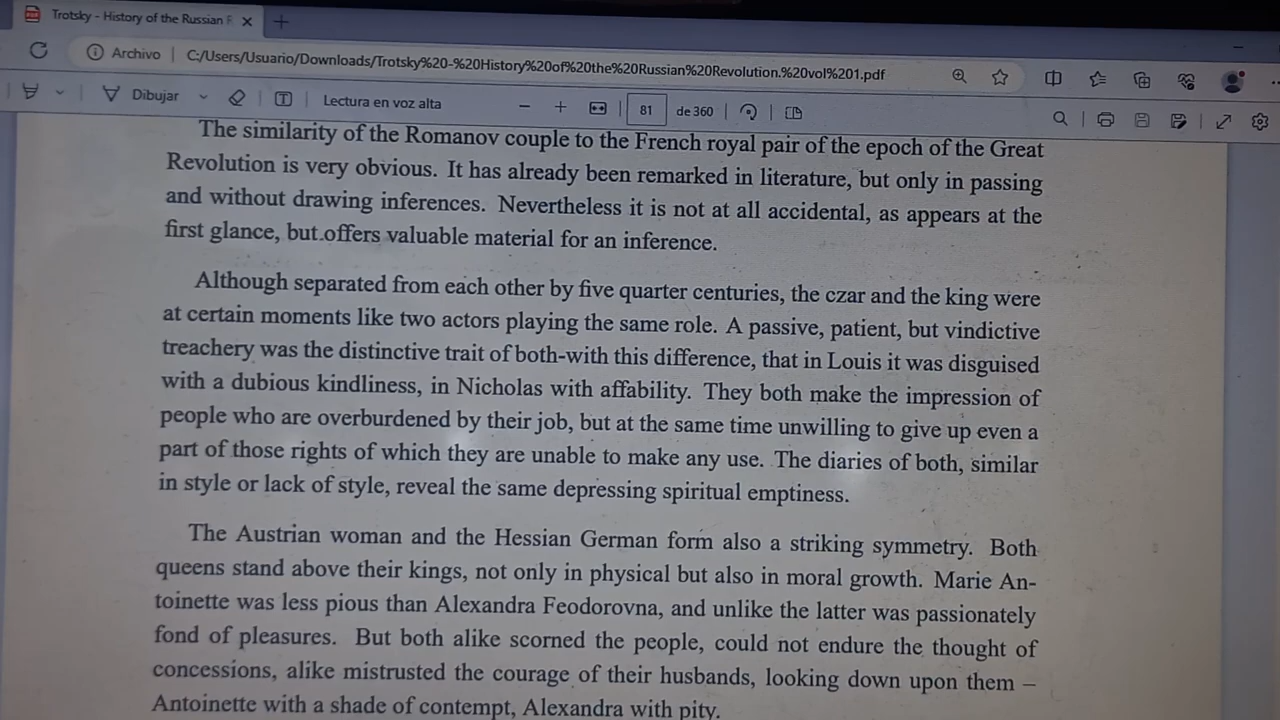 Trotsky - History of the Russian F
Archivo | C:/Users/Usuario/Downloads/Trotsky%20-%20History%20of%20the%20Russian%20Revolution.%20vol%201.pdf
Dibujar Lectura en voz alta 81 de 360
The similarity of the Romanov couple to the French royal pair of the epoch of the Great
Revolution is very obvious. It has already been remarked in literature, but only in passing
and without drawing inferences. Nevertheless it is not at all accidental, as appears at the
first glance, but offers valuable material for an inference.
Although separated from each other by five quarter centuries, the czar and the king were
at certain moments like two actors playing the same role. A passive, patient, but vindictive
treachery was the distinctive trait of both-with this difference, that in Louis it was disguised
with a dubious kindliness, in Nicholas with affability. They both make the impression of
people who are overburdened by their job, but at the same time unwilling to give up even a
part of those rights of which they are unable to make any use. The diaries of both, similar
in style or lack of style, reveal the same depressing spiritual emptiness.
The Austrian woman and the Hessian German form also a striking symmetry. Both
queens stand above their kings, not only in physical but also in moral growth. Marie An-
toinette was less pious than Alexandra Feodorovna, and unlike the latter was passionately
fond of pleasures. But both alike scorned the people, could not endure the thought of
concessions, alike mistrusted the courage of their husbands, looking down upon them –
Antoinette with a shade of contempt, Alexandra with pity.